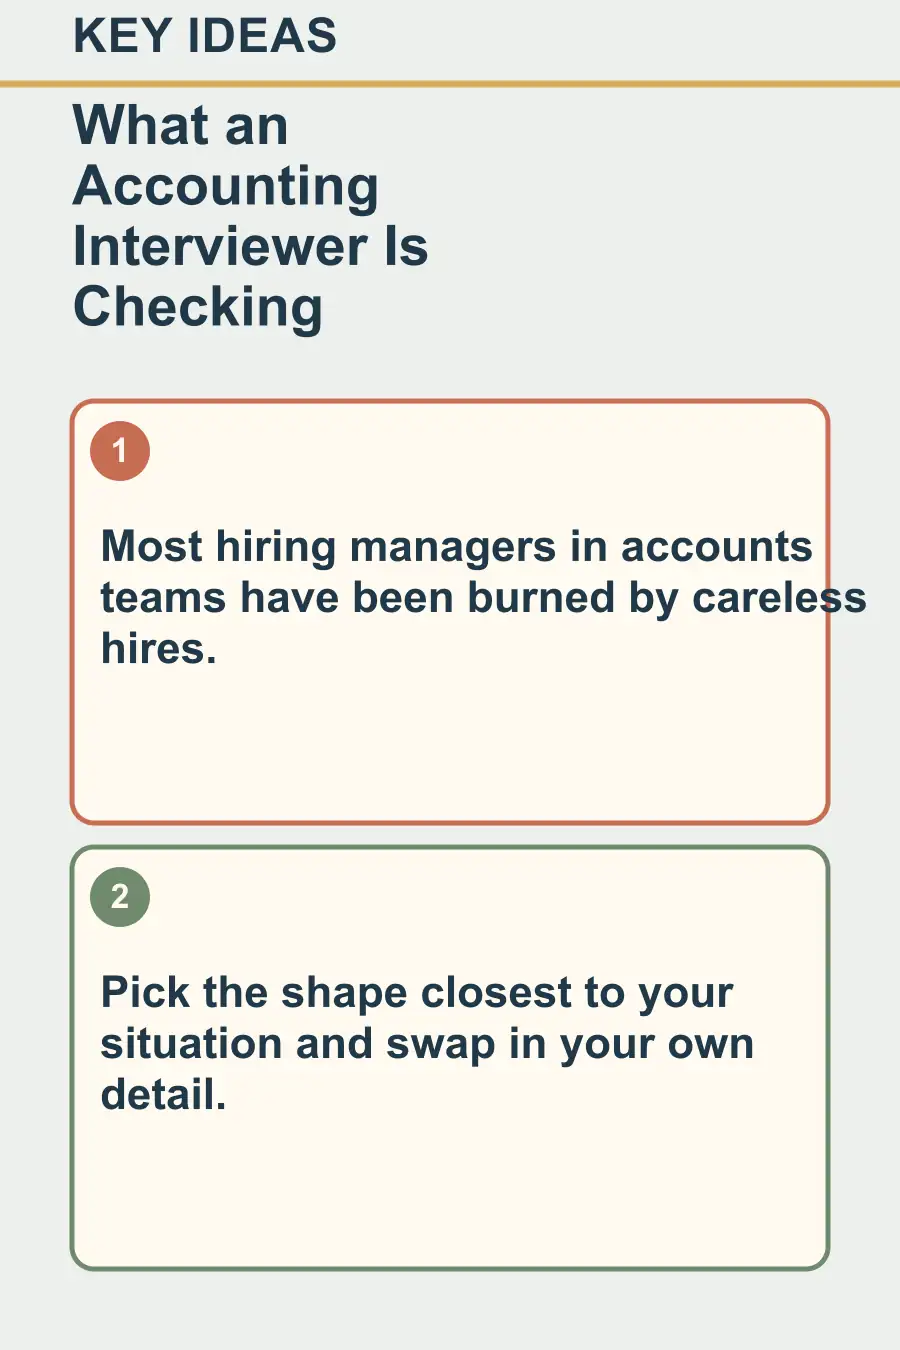 KEY IDEAS
What an
Accounting
Interviewer Is
Checking
1
Most hiring managers in accounts
teams have been burned by careless
hires.
2
Pick the shape closest to your
situation and swap in your own
detail.